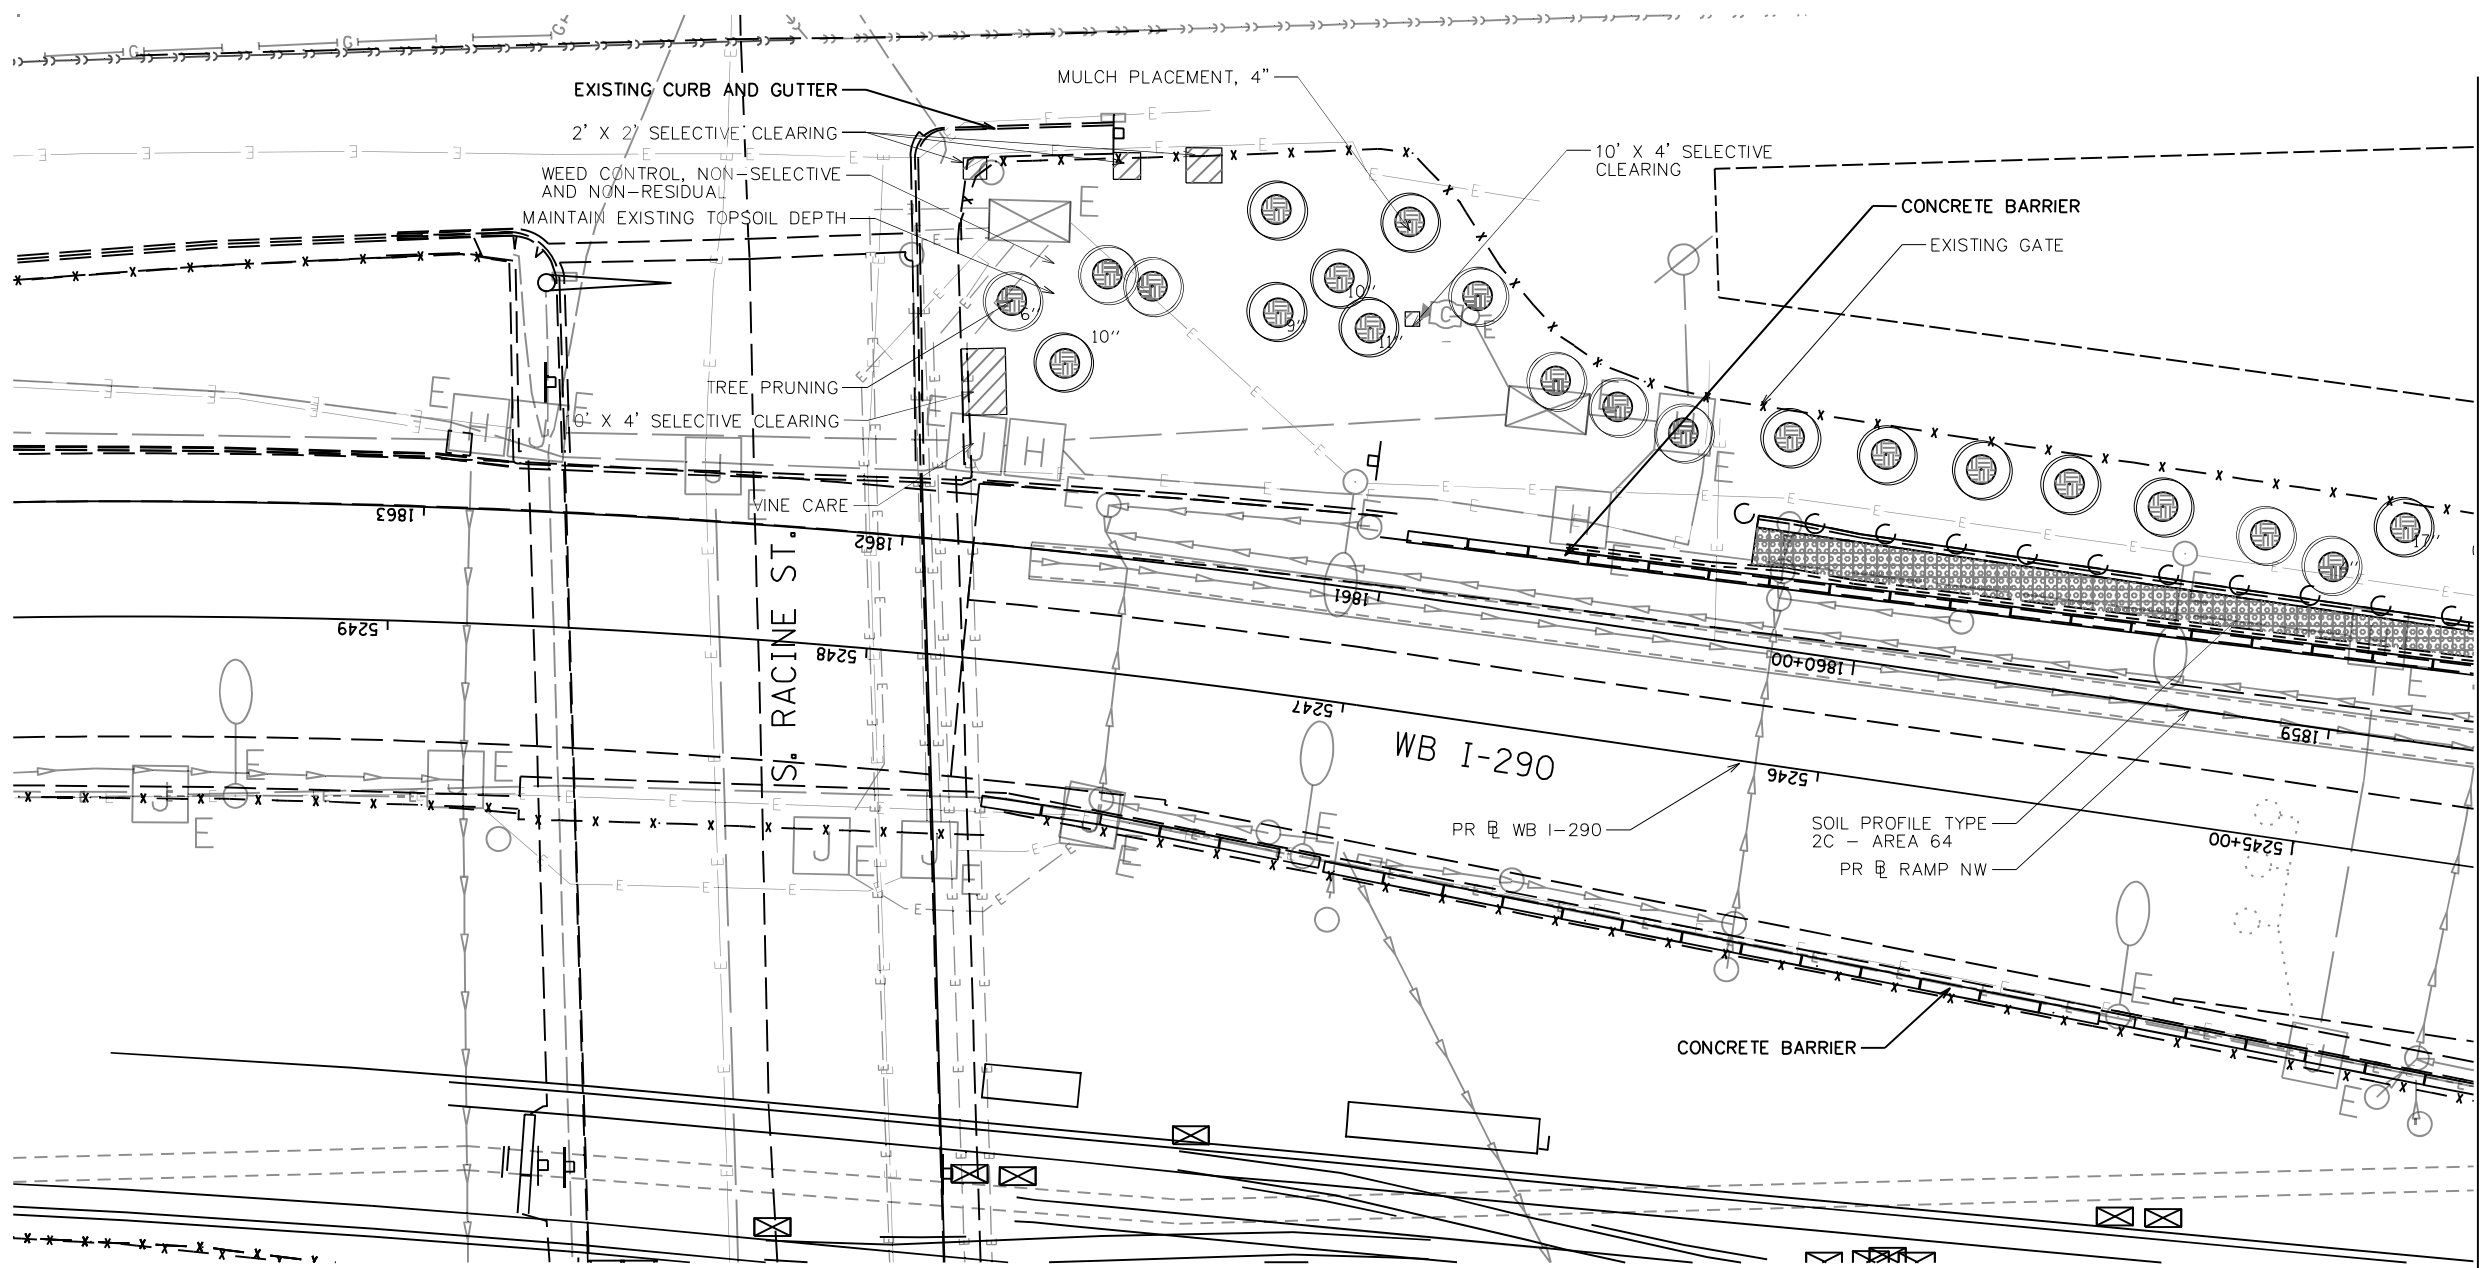 MULCH PLACEMENT, 4"
EXISTING CURB AND GUTTER
2' X 2' SELECTIVE CLEARING
WEED CONTROL, NON-SELECTIVE
AND NON-RESIDUAL
MAINTAIN EXISTING TOPSOIL DEPTH
10' X 4' SELECTIVE
CLEARING
CONCRETE BARRIER
EXISTING GATE
6"
10"
10"
9"
11"
TREE PRUNING
10' X 4' SELECTIVE CLEARING
VINE CARE
17"
1863
1862
1861
1860+00
1859
5249
5248
5247
5246
5245+00
S. RACINE ST.
WB I-290
PR BL WB I-290
SOIL PROFILE TYPE
2C - AREA 64
PR BL RAMP NW
CONCRETE BARRIER